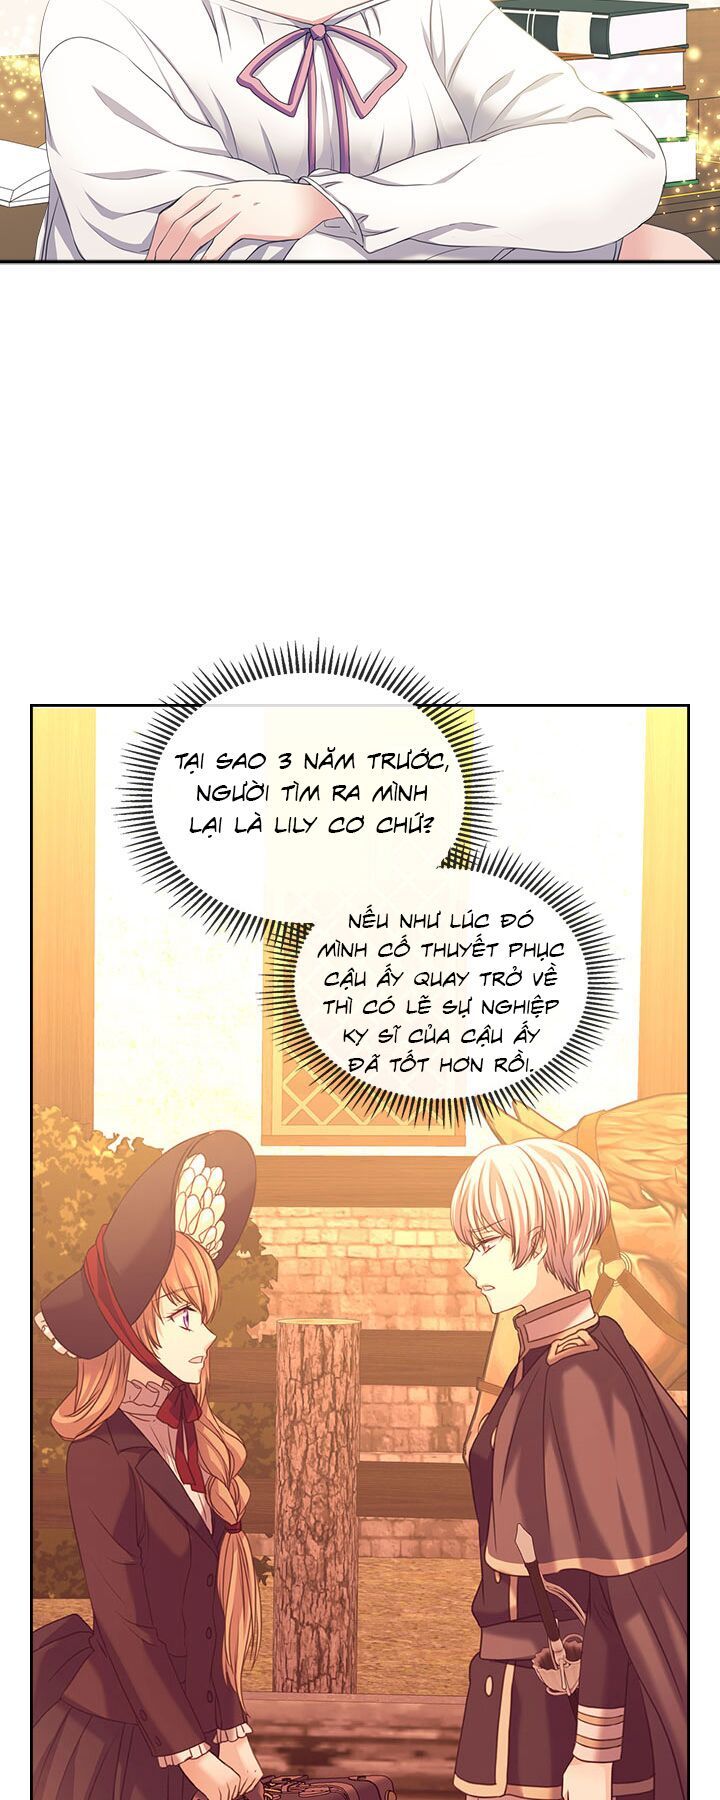 TẠI SAO 3 NĂM TRƯỚC,
NGƯỜI TÌM RA MÌNH
LẠI LÀ LILY CƠ CHỨ?
NẾU NHƯ LÚC ĐÓ
MÌNH CỐ THUYẾT PHỤC
CẬU ẤY QUAY TRỞ VỀ
THÌ CÓ LẼ SỰ NGHIỆP
KỴ SĨ CỦA CẬU ẤY
ĐÃ TỐT HƠN RỒI.